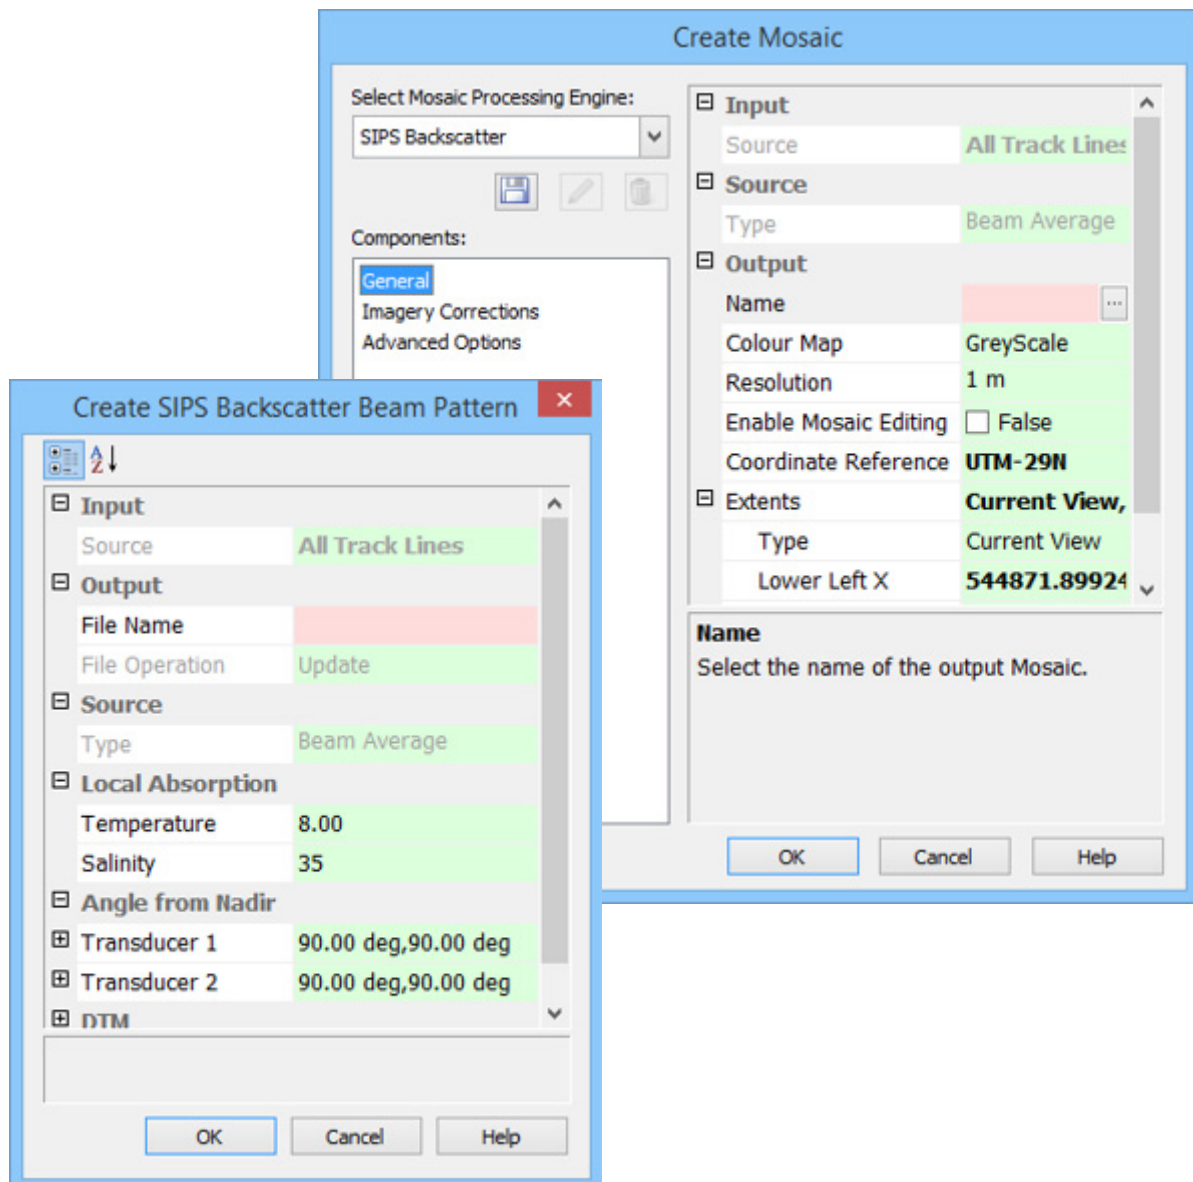 Create Mosaic
Select Mosaic Processing Engine:
SIPS Backscatter
Components:
General
Imagery Corrections
Advanced Options
Input
Source All Track Lines
Source
Type Beam Average
Output
Name ...
Colour Map GreyScale
Resolution 1 m
Enable Mosaic Editing False
Coordinate Reference UTM-29N
Extents Current View,
Type Current View
Lower Left X 544871.89924
Name
Select the name of the output Mosaic.
OK Cancel Help
Create SIPS Backscatter Beam Pattern
AZ
Input
Source All Track Lines
Output
File Name
File Operation Update
Source
Type Beam Average
Local Absorption
Temperature 8.00
Salinity 35
Angle from Nadir
Transducer 1 90.00 deg,90.00 deg
Transducer 2 90.00 deg,90.00 deg
DTM
OK Cancel Help